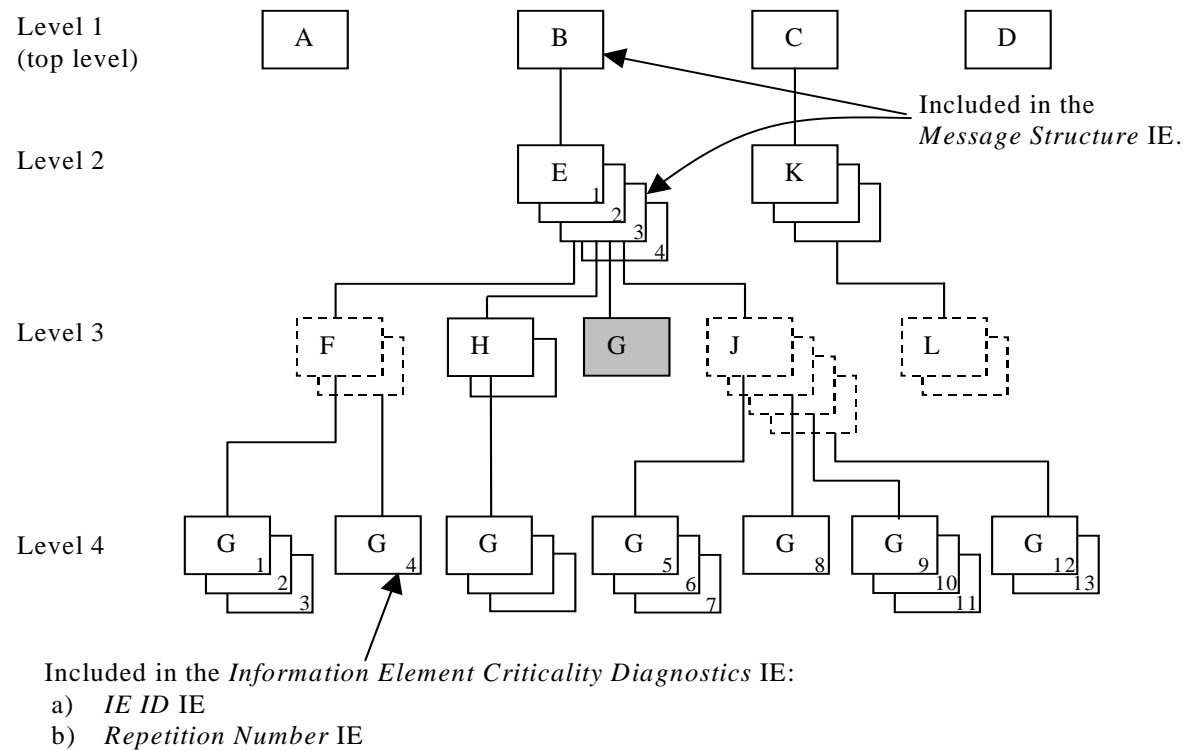 Level 1
(top level)
A
B
C
D
Included in the
Message Structure IE.
Level 2
E
1
2
3
4
K
Level 3
F
H
G
J
L
Level 4
G
1
2
3
G
4
G
G
5
6
7
G
8
G
9
10
11
G
12
13
Included in the Information Element Criticality Diagnostics IE:
a) IE ID IE
b) Repetition Number IE